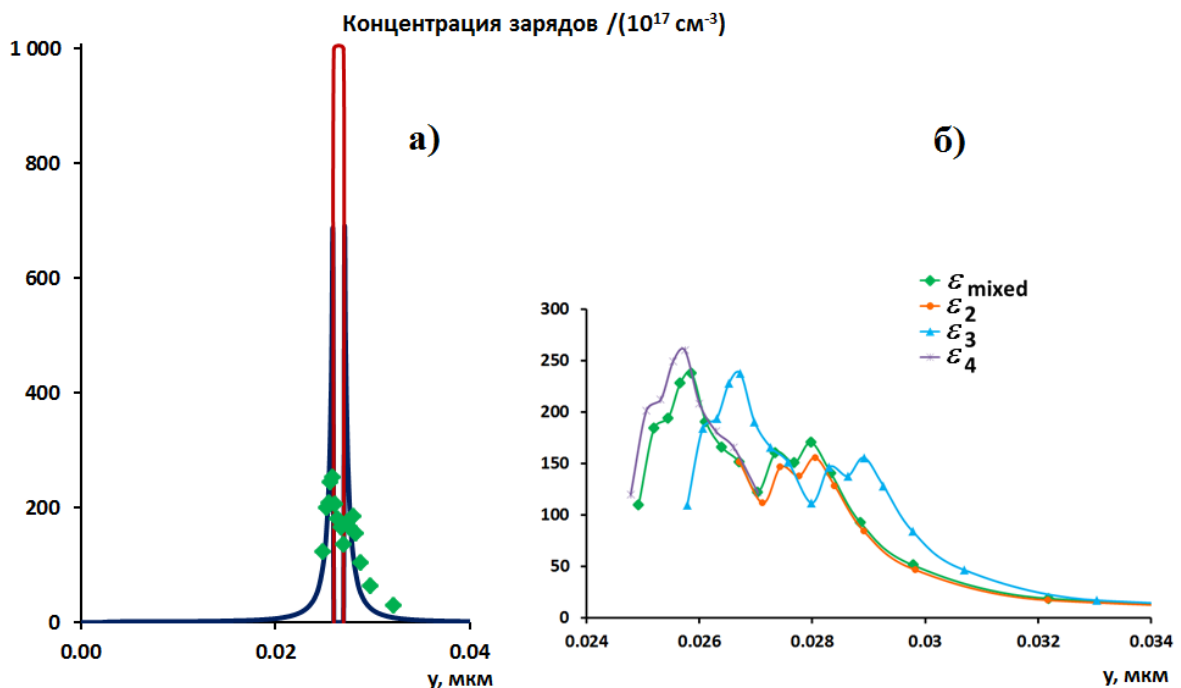 Концентрация зарядов /(10¹⁷ см⁻³)
1 000
800
600
400
200
0
0.00
0.02
0.04
y, мкм
а)
б)
ε mixed
ε 2
ε 3
ε 4
300
250
200
150
100
50
0
0.024
0.026
0.028
0.03
0.032
0.034
y, мкм